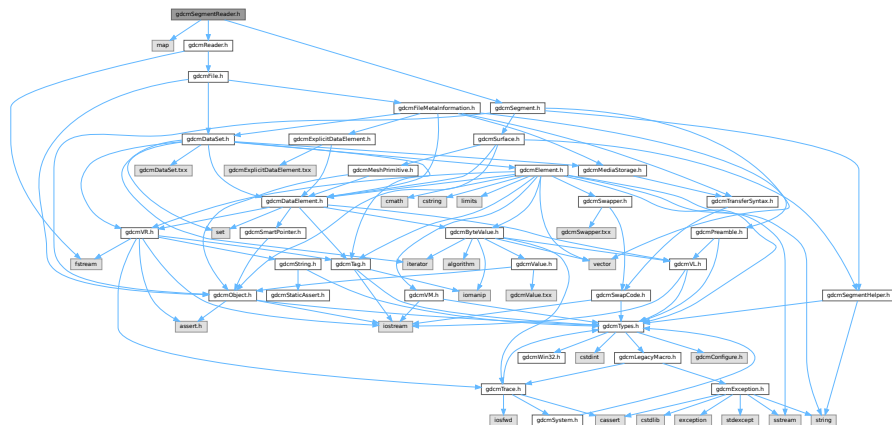 gdcmSegmentReader.h
map
gdcmReader.h
gdcmFile.h
gdcmFileMetaInformation.h
gdcmSegment.h
gdcmDataSet.h
gdcmExplicitDataElement.h
gdcmSurface.h
gdcmDataSet.txx
gdcmExplicitDataElement.txx
gdcmMeshPrimitive.h
gdcmElement.h
gdcmMediaStorage.h
gdcmDataElement.h
cmath
cstring
limits
gdcmSwapper.h
gdcmTransferSyntax.h
gdcmVR.h
set
gdcmSmartPointer.h
gdcmByteValue.h
gdcmSwapper.txx
gdcmPreamble.h
fstream
gdcmString.h
gdcmTag.h
iterator
algorithm
gdcmValue.h
vector
gdcmVL.h
gdcmObject.h
gdcmStaticAssert.h
gdcmVM.h
iomanip
gdcmValue.txx
gdcmSwapCode.h
gdcmSegmentHelper.h
assert.h
iostream
gdcmTypes.h
gdcmWin32.h
cstdint
gdcmLegacyMacro.h
gdcmConfigure.h
gdcmTrace.h
gdcmException.h
iosfwd
gdcmSystem.h
cassert
cstdlib
exception
stdexcept
sstream
string